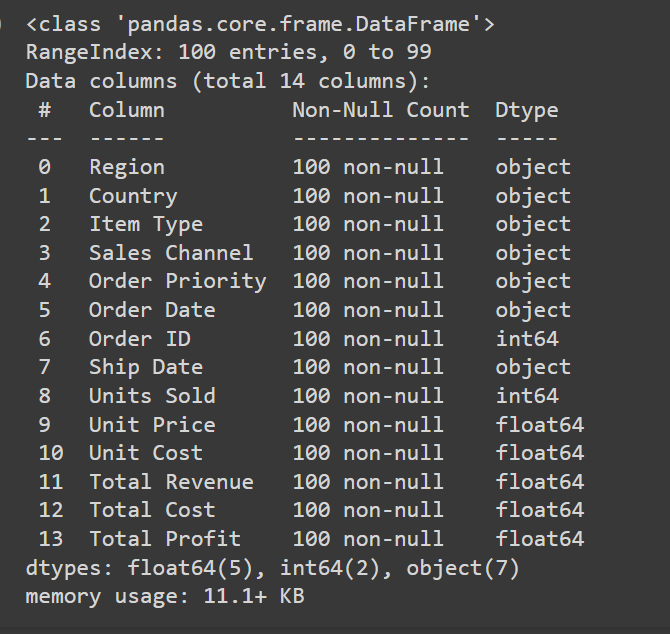 <class 'pandas.core.frame.DataFrame'>
RangeIndex: 100 entries, 0 to 99
Data columns (total 14 columns):
 #   Column          Non-Null Count  Dtype
---  ------          --------------  -----
 0   Region          100 non-null    object
 1   Country         100 non-null    object
 2   Item Type       100 non-null    object
 3   Sales Channel   100 non-null    object
 4   Order Priority  100 non-null    object
 5   Order Date      100 non-null    object
 6   Order ID        100 non-null    int64
 7   Ship Date       100 non-null    object
 8   Units Sold      100 non-null    int64
 9   Unit Price      100 non-null    float64
 10  Unit Cost       100 non-null    float64
 11  Total Revenue   100 non-null    float64
 12  Total Cost      100 non-null    float64
 13  Total Profit    100 non-null    float64
dtypes: float64(5), int64(2), object(7)
memory usage: 11.1+ KB